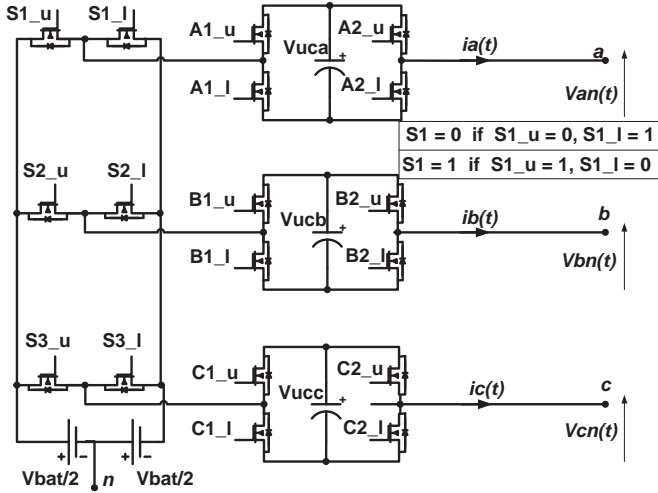 S1_u S1_l
A1_u Vuca + A2_u ia(t) a
A1_l A2_l Van(t)
S1 = 0 if S1_u = 0, S1_l = 1
S1 = 1 if S1_u = 1, S1_l = 0
S2_u S2_l
B1_u Vucb + B2_u ib(t) b
B1_l B2_l Vbn(t)
S3_u S3_l
C1_u Vucc + C2_u ic(t) c
C1_l C2_l Vcn(t)
+ − + −
Vbat/2 n Vbat/2